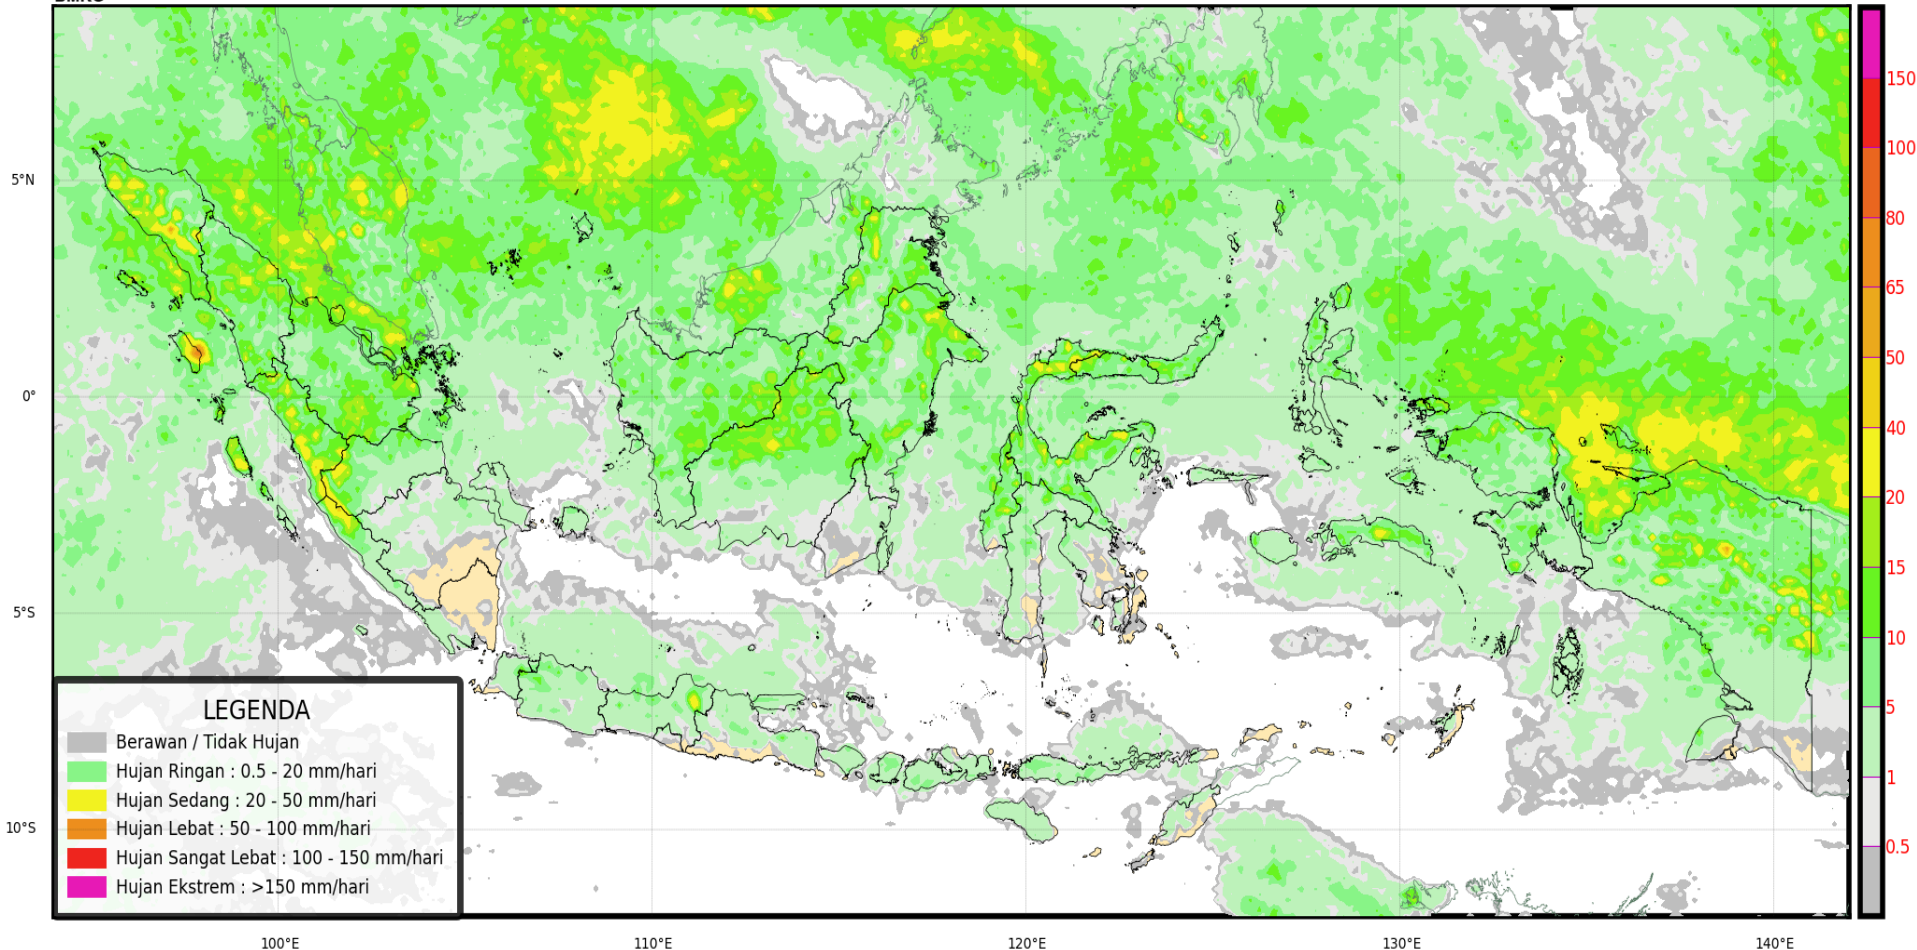 5°N
0°
5°S
10°S
100°E
110°E
120°E
130°E
140°E
LEGENDA
Berawan / Tidak Hujan
Hujan Ringan : 0.5 - 20 mm/hari
Hujan Sedang : 20 - 50 mm/hari
Hujan Lebat : 50 - 100 mm/hari
Hujan Sangat Lebat : 100 - 150 mm/hari
Hujan Ekstrem : >150 mm/hari
150
100
80
65
50
40
20
15
10
5
1
0.5